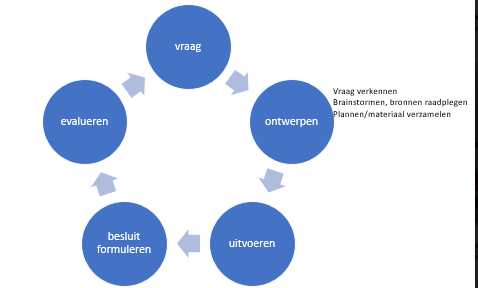 vraag
ontwerpen
Vraag verkennen
Brainstormen, bronnen raadplegen
Plannen/materiaal verzamelen
uitvoeren
besluit
formuleren
evalueren